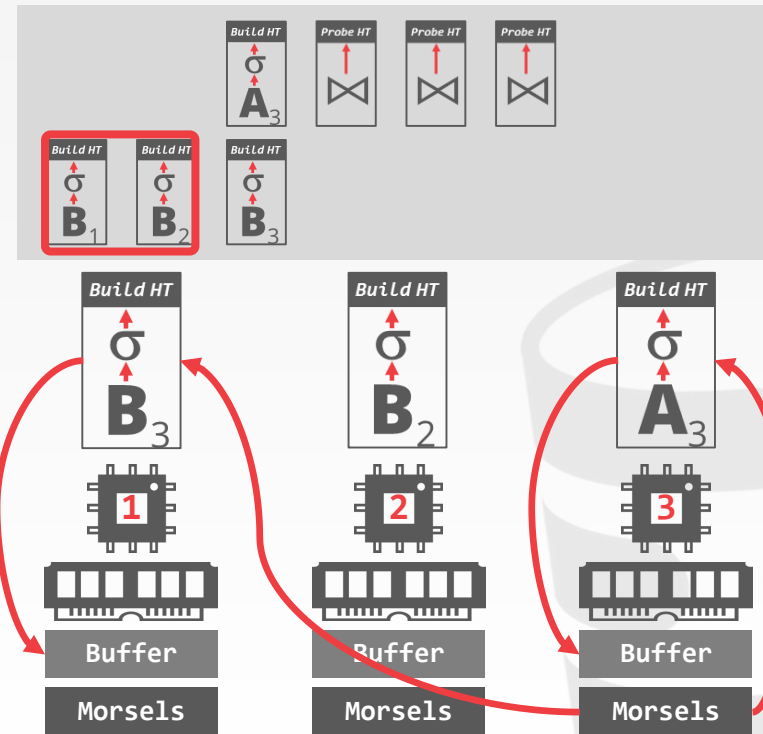 Build HT
σ
A3
Probe HT
⋈
Probe HT
⋈
Probe HT
⋈
Build HT
σ
B1
Build HT
σ
B2
Build HT
σ
B3
Build HT
σ
B3
Build HT
σ
B2
Build HT
σ
A3
1
2
3
Buffer
Buffer
Buffer
Morsels
Morsels
Morsels